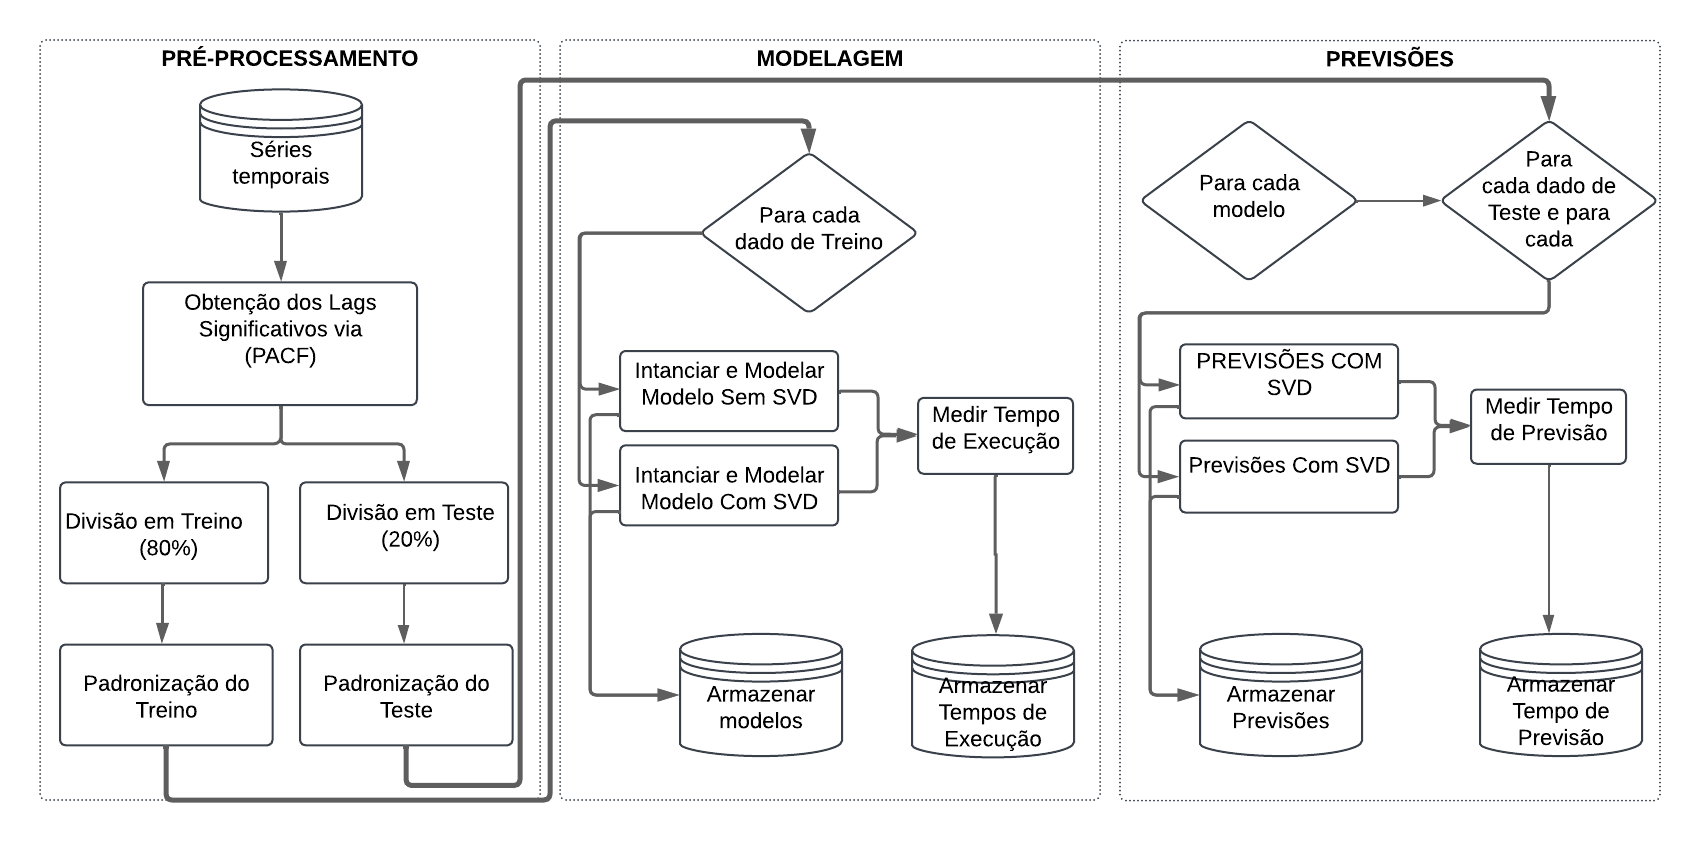 PRÉ-PROCESSAMENTO
Séries
temporais
Obtenção dos Lags
Significativos via
(PACF)
Divisão em Treino
(80%)
Divisão em Teste
(20%)
Padronização do
Treino
Padronização do
Teste
MODELAGEM
Para cada
dado de Treino
Intanciar e Modelar
Modelo Sem SVD
Intanciar e Modelar
Modelo Com SVD
Medir Tempo
de Execução
Armazenar
modelos
Armazenar
Tempos de
Execução
PREVISÕES
Para cada
modelo
Para
cada dado de
Teste e para
cada
PREVISÕES COM
SVD
Previsões Com SVD
Medir Tempo
de Previsão
Armazenar
Previsões
Armazenar
Tempo de
Previsão